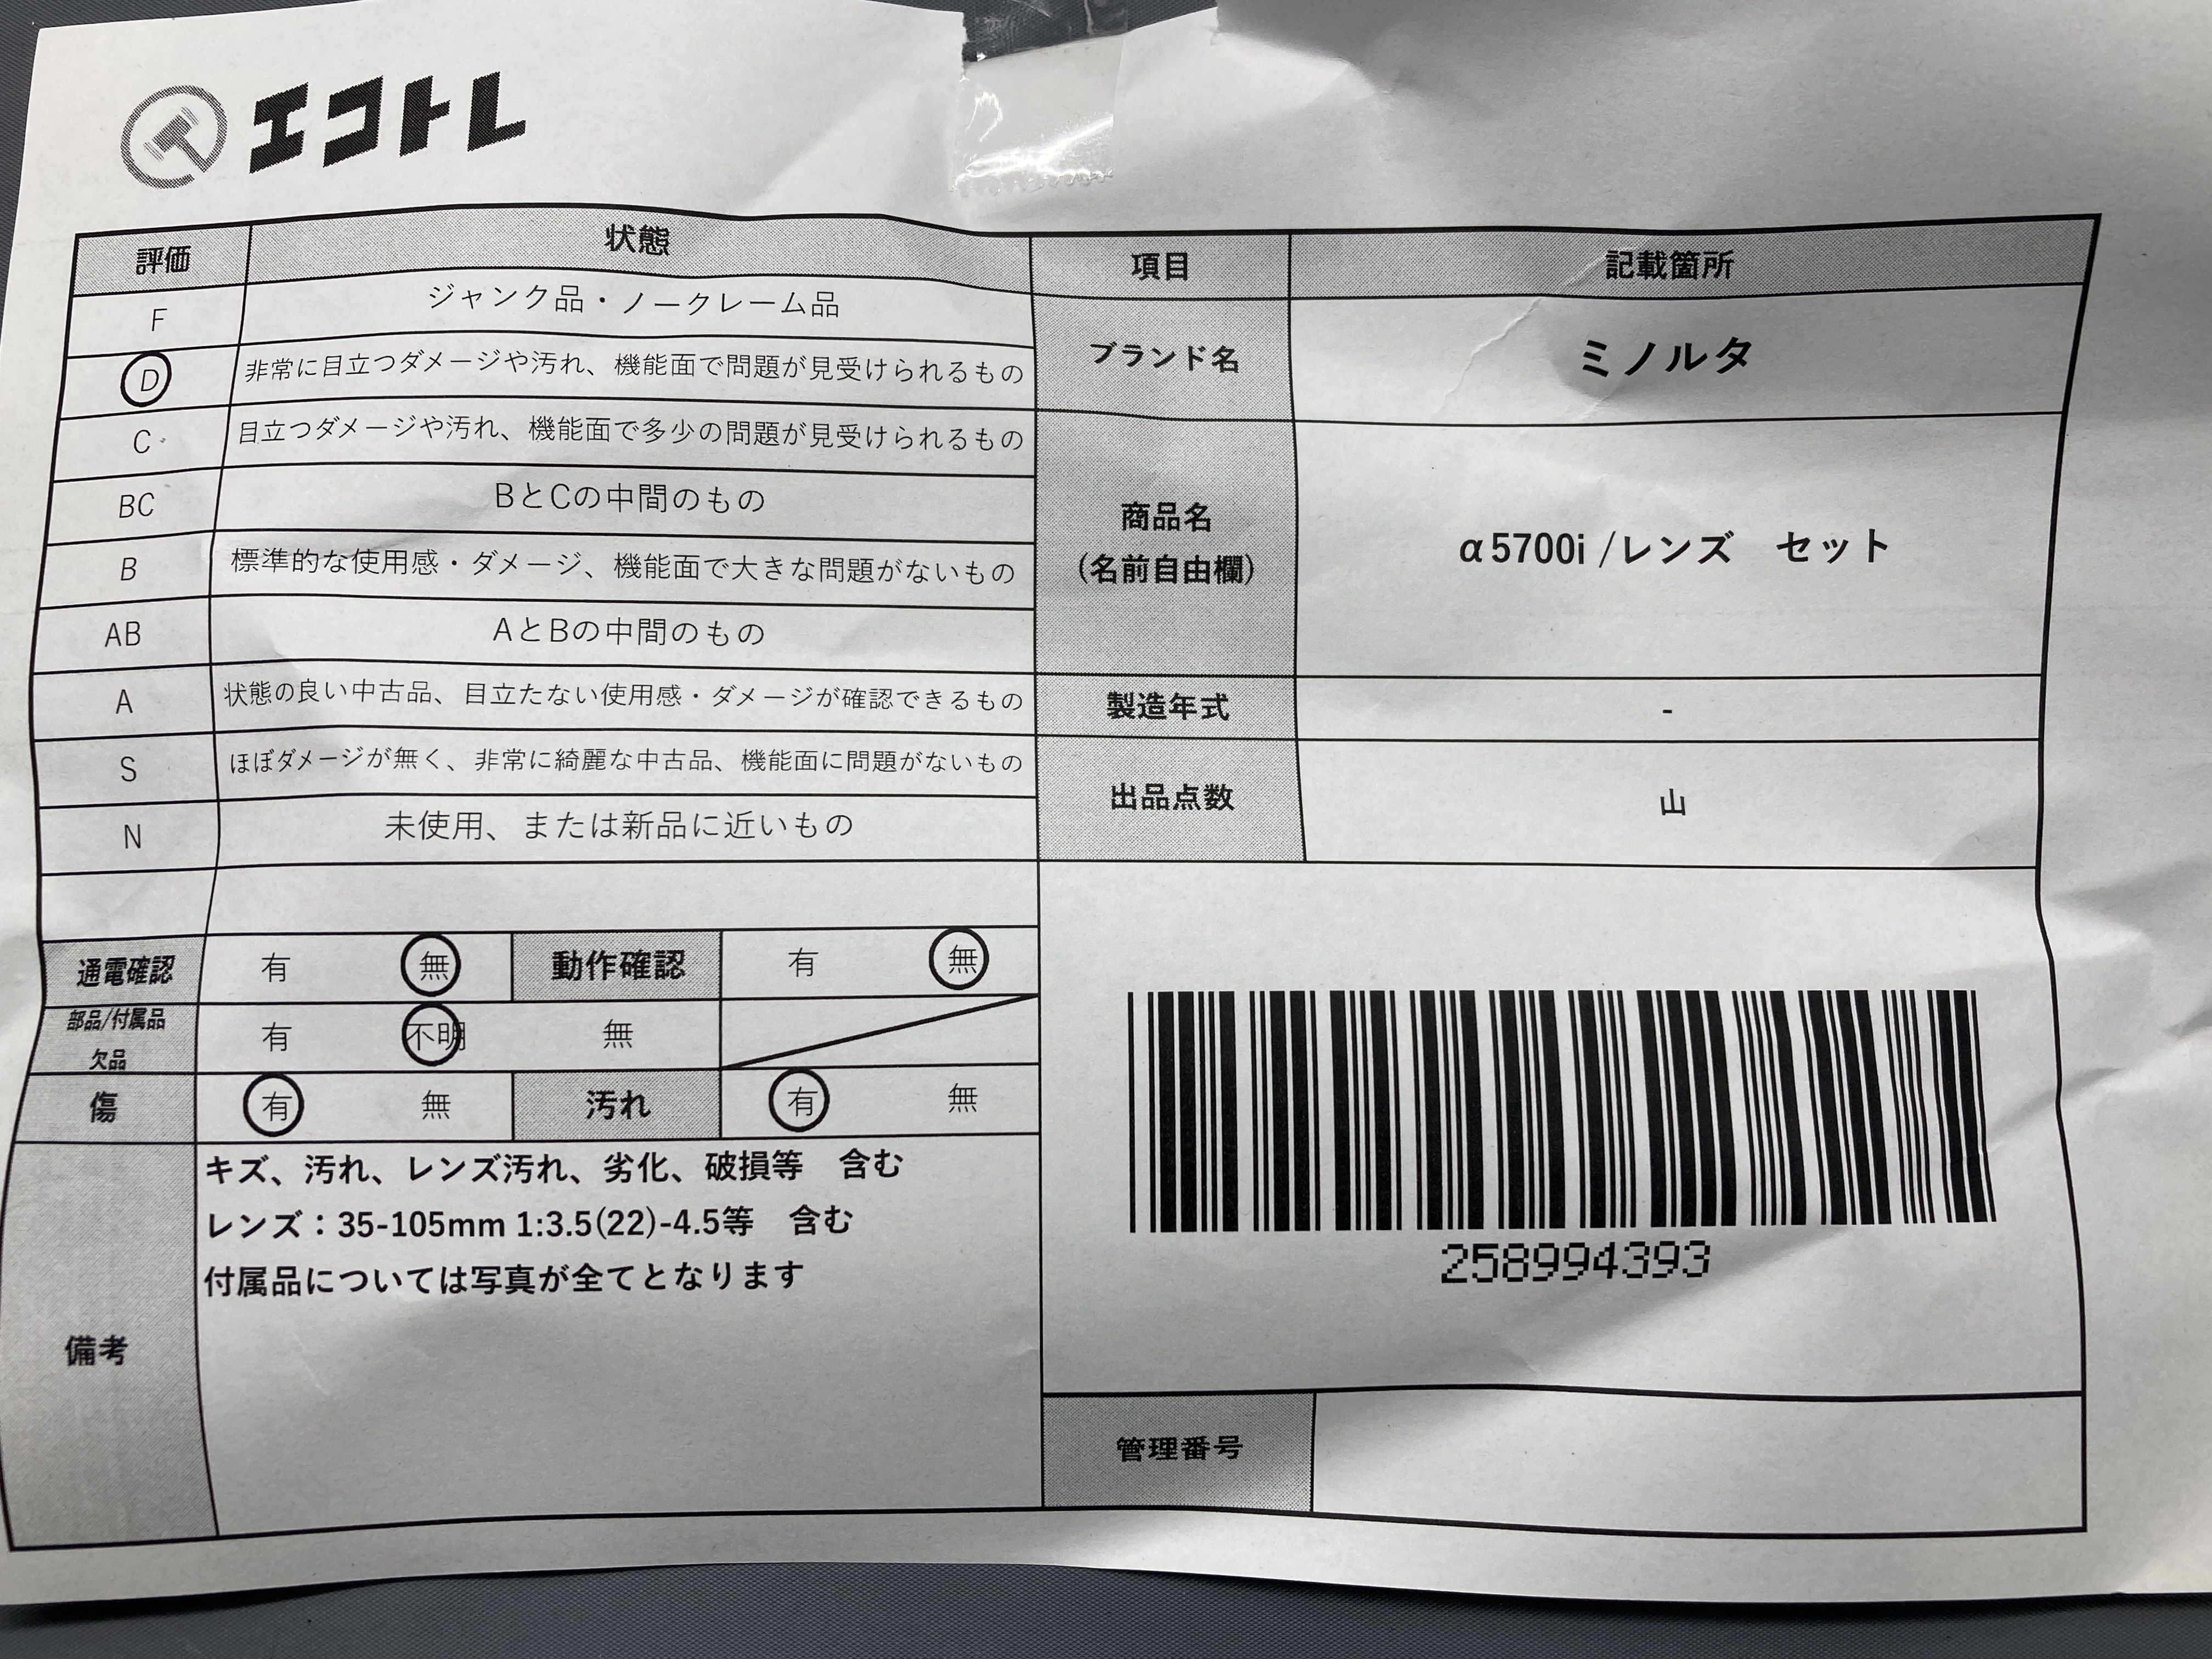 エコトレ
評価 状態
F ジャンク品・ノークレーム品
D 非常に目立つダメージや汚れ、機能面で問題が見受けられるもの
C 目立つダメージや汚れ、機能面で多少の問題が見受けられるもの
BC BとCの中間のもの
B 標準的な使用感・ダメージ、機能面で大きな問題がないもの
AB AとBの中間のもの
A 状態の良い中古品、目立たない使用感・ダメージが確認できるもの
S ほぼダメージが無く、非常に綺麗な中古品、機能面に問題がないもの
N 未使用、または新品に近いもの
通電確認 有 無 動作確認 有 無
部品/付属品
欠品 有 不明 無
傷 有 無 汚れ 有 無
備考
キズ、汚れ、レンズ汚れ、劣化、破損等 含む
レンズ：35-105mm 1:3.5(22)-4.5等 含む
付属品については写真が全てとなります
項目 記載箇所
ブランド名 ミノルタ
商品名
(名前自由欄) α5700i /レンズ セット
製造年式 -
出品点数 山
258994393
管理番号